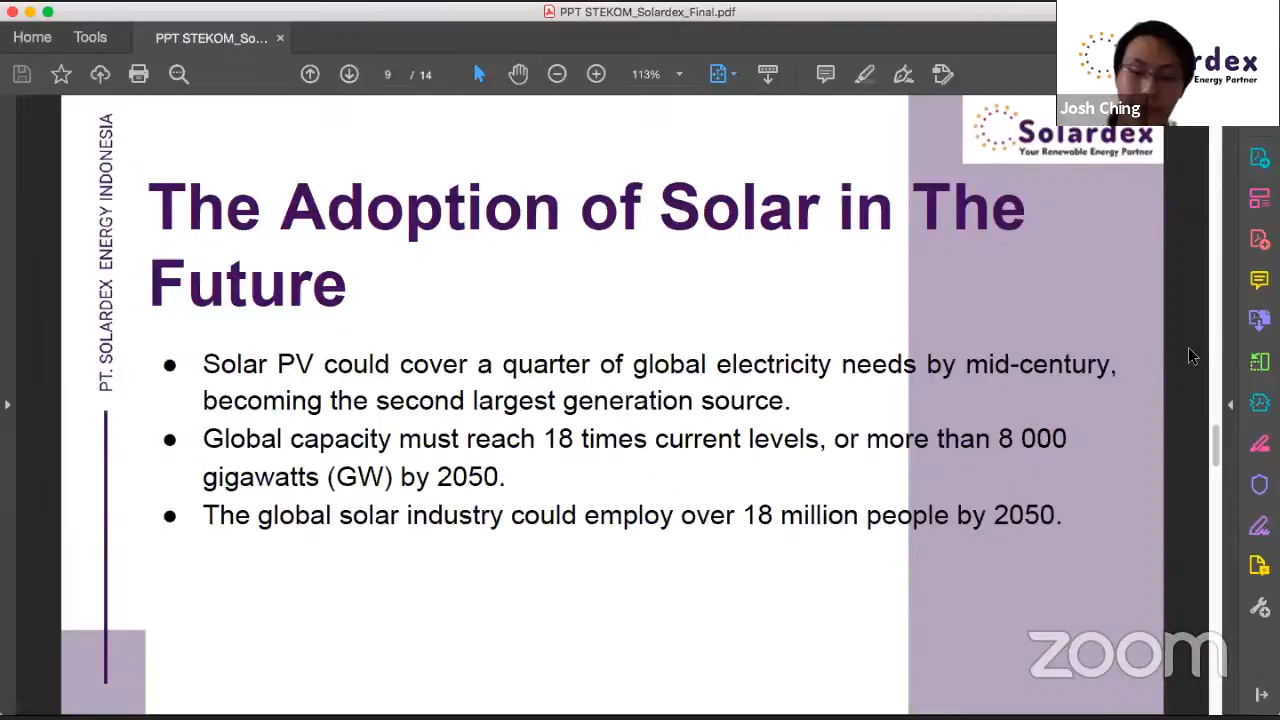 PPT STEKOM_Solardex_Final.pdf
Home
Tools
PPT STEKOM_So...
9 / 14
113%
rdex
Energy Partner
Josh Ching
Solardex
Your Renewable Energy Partner
PT. SOLARDEX ENERGY INDONESIA
The Adoption of Solar in The
Future
● Solar PV could cover a quarter of global electricity needs by mid-century,
becoming the second largest generation source.
● Global capacity must reach 18 times current levels, or more than 8 000
gigawatts (GW) by 2050.
● The global solar industry could employ over 18 million people by 2050.
zoom